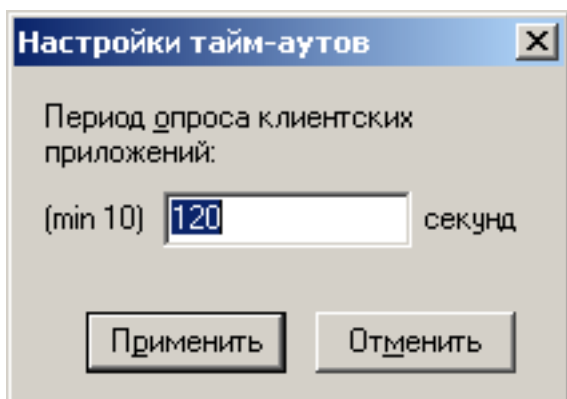 Настройки тайм-аутов
Период опроса клиентских
приложений:
(min 10) 120 секунд
Применить Отменить